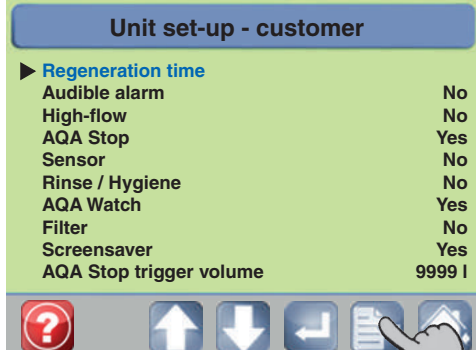 Unit set-up - customer
Regeneration time
Audible alarm No
High-flow No
AQA Stop Yes
Sensor No
Rinse / Hygiene No
AQA Watch Yes
Filter No
Screensaver Yes
AQA Stop trigger volume 9999 l
?